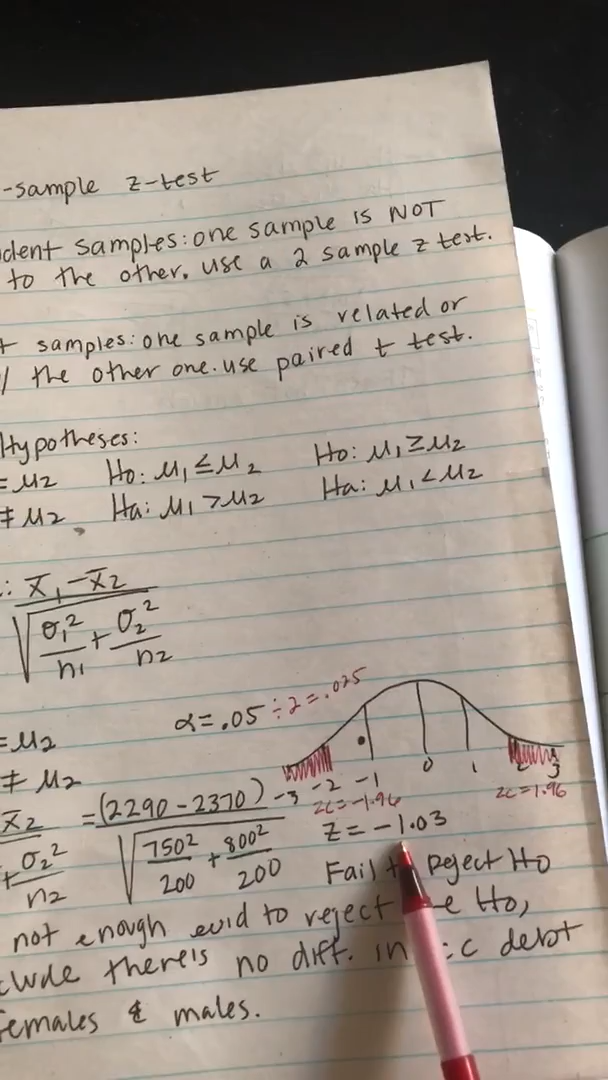 -sample z-test
dent samples: one sample is NOT
to the other. use a 2 sample z test.
t samples: one sample is related or
/ the other one. use paired t test.
Hypotheses:
= μ2 Ho: μ1 ≤ μ2 Ho: μ1 ≥ μ2
≠ μ2 Ha: μ1 > μ2 Ha: μ1 < μ2
: x̄1 - x̄2
√ σ1²/n1 + σ2²/n2
α = .05 ÷ 2 = .025
= μ2
≠ μ2
-3 -2 -1 0 1 2 3
zc = -1.96 zc = 1.96
x̄2 = (2290 - 2370)
+ σ2²/n2 √ 750²/200 + 800²/200
z = -1.03
Fail Reject Ho
not enough evid to reject Ho,
there's no diff. in debt
females & males.